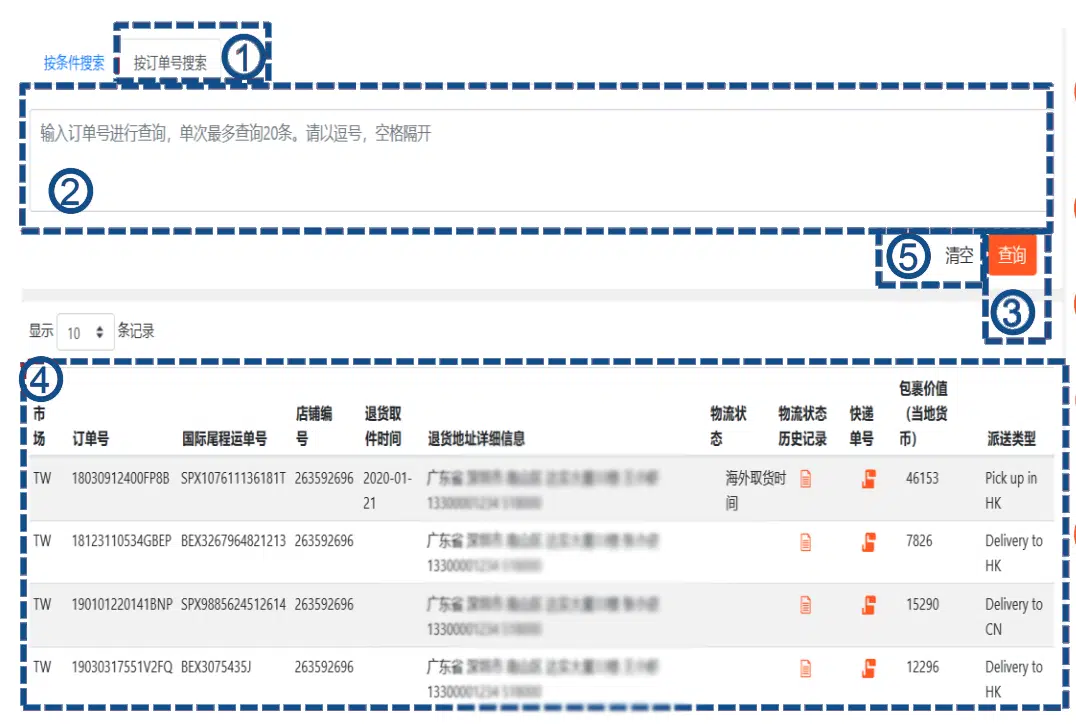 按条件搜索 按订单号搜索 ①
输入订单号进行查询，单次最多查询20条。请以逗号，空格隔开
②
⑤ 清空 查询
③
显示 10 条记录
④
市场 订单号 国际尾程运单号 店铺编号 退货取件时间 退货地址详细信息 物流状态 物流状态历史记录 快递单号 包裹价值（当地货币） 派送类型
TW 18030912400FP8B SPX107611136181T 263592696 2020-01- 广东省 海外取货时 46153 Pick up in
21 13300001234 间 HK
TW 18123110534GBEP BEX3267964821213 263592696 广东省 7826 Delivery to
13300001234 HK
TW 190101220141BNP SPX9885624512614 263592696 广东省 15290 Delivery to
13300001234 CN
TW 19030317551V2FQ BEX3075435J 263592696 广东省 12296 Delivery to
13300001234 HK